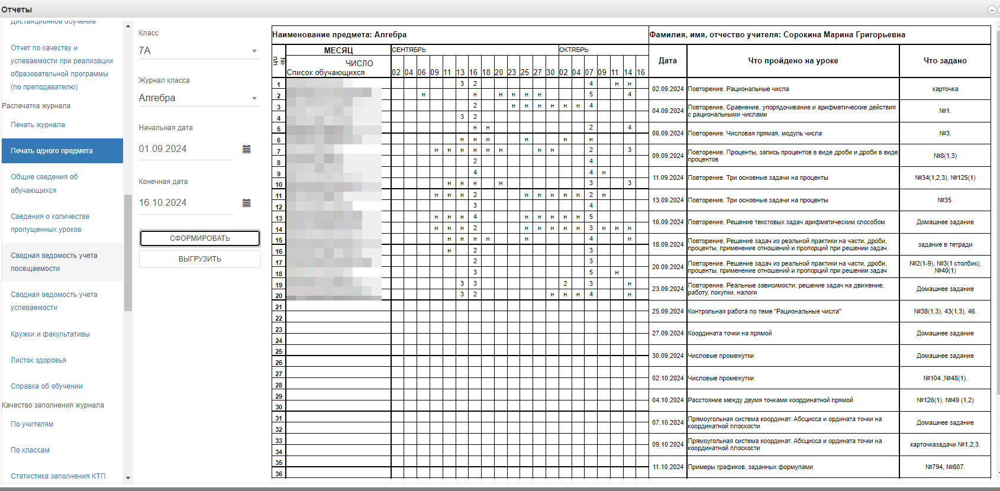 Отчеты
Дистанционное обучение
Отчет по качеству и
успеваемости при реализации
образовательной программы
(по преподавателю)
Распечатка журнала
Печать журнала
Печать одного предмета
Общие сведения об
обучающихся
Сведения о количестве
пропущенных уроков
Сводная ведомость учета
посещаемости
Сводная ведомость учета
успеваемости
Кружки и факультативы
Листок здоровья
Справка об обучении
Качество заполнения журнала
По учителям
По классам
Статистика заполнения КТП
Класс
7А
Журнал класса
Алгебра
Начальная дата
01.09.2024
Конечная дата
16.10.2024
СФОРМИРОВАТЬ
ВЫГРУЗИТЬ
Наименование предмета: Алгебра
№ п/п
МЕСЯЦ СЕНТЯБРЬ ОКТЯБРЬ
ЧИСЛО
Список обучающихся 02 04 06 09 11 13 16 18 20 23 25 27 30 02 04 07 09 11 14 16
1 3 2 4 н н
2 н н н н н н 5 4
3 2 н н н н н н 4
4 3 2
5 н н 2 4
6 н н н н н н
7 н н н н н н н н 2 3
8 2 4
9 4 4 н
10 н н н н 3 3
11 н н н 2 н н н н н 2 н
12 3 4
13 н н н 4 н н н н н 5
14 н н н 2 н н н н н 3 н н н
15 н н н н н 4 н
16 н 2 3
17 2 3
18 3 5 н
19 3 3 2 3 н
20 3 2 н н н 4 н
21
22
23
24
25
26
27
28
29
30
31
32
33
34
35
36
Фамилия, имя, отчество учителя: Сорокина Марина Григорьевна
Дата Что пройдено на уроке Что задано
02.09.2024 Повторение. Рациональные числа карточка
04.09.2024 Повторение. Сравнение, упорядочивание и арифметические действия
с рациональными числами №1.
06.09.2024 Повторение. Числовая прямая, модуль числа №3.
09.09.2024 Повторение. Проценты, запись процентов в виде дроби и дроби в виде
процентов №8(1,3)
11.09.2024 Повторение. Три основные задачи на проценты №34(1,2,3), №125(1)
13.09.2024 Повторение. Три основные задачи на проценты №35.
16.09.2024 Повторение. Решение текстовых задач арифметическим способом Домашнее задание
18.09.2024 Повторение. Решение задач из реальной практики на части, дроби,
проценты, применение отношений и пропорций при решении задач задание в тетради
20.09.2024 Повторение. Решение задач из реальной практики на части, дроби,
проценты, применение отношений и пропорций при решении задач №2(1-9), №3(1 столбик),
№40(1)
23.09.2024 Повторение. Реальные зависимости; решение задач на движение,
работу, покупки, налоги Домашнее задание
25.09.2024 Контрольная работа по теме "Рациональные числа" №38(1,3), 43(1,3), 46.
27.09.2024 Координата точки на прямой Домашнее задание
30.09.2024 Числовые промежутки Домашнее задание
02.10.2024 Числовые промежутки №104.,№48(1).
04.10.2024 Расстояние между двумя точками координатной прямой №126(1), №49 (1,2)
07.10.2024 Прямоугольная система координат. Абсцисса и ордината точки на
координатной плоскости Домашнее задание
09.10.2024 Прямоугольная система координат. Абсцисса и ордината точки на
координатной плоскости карточказадачи №1,2,3.
11.10.2024 Примеры графиков, заданных формулами №794, №807.